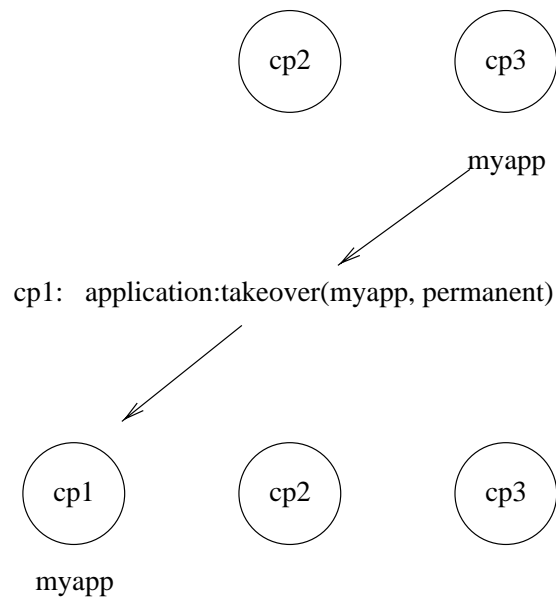 cp2 cp3
myapp
cp1: application:takeover(myapp, permanent)
cp1 cp2 cp3
myapp